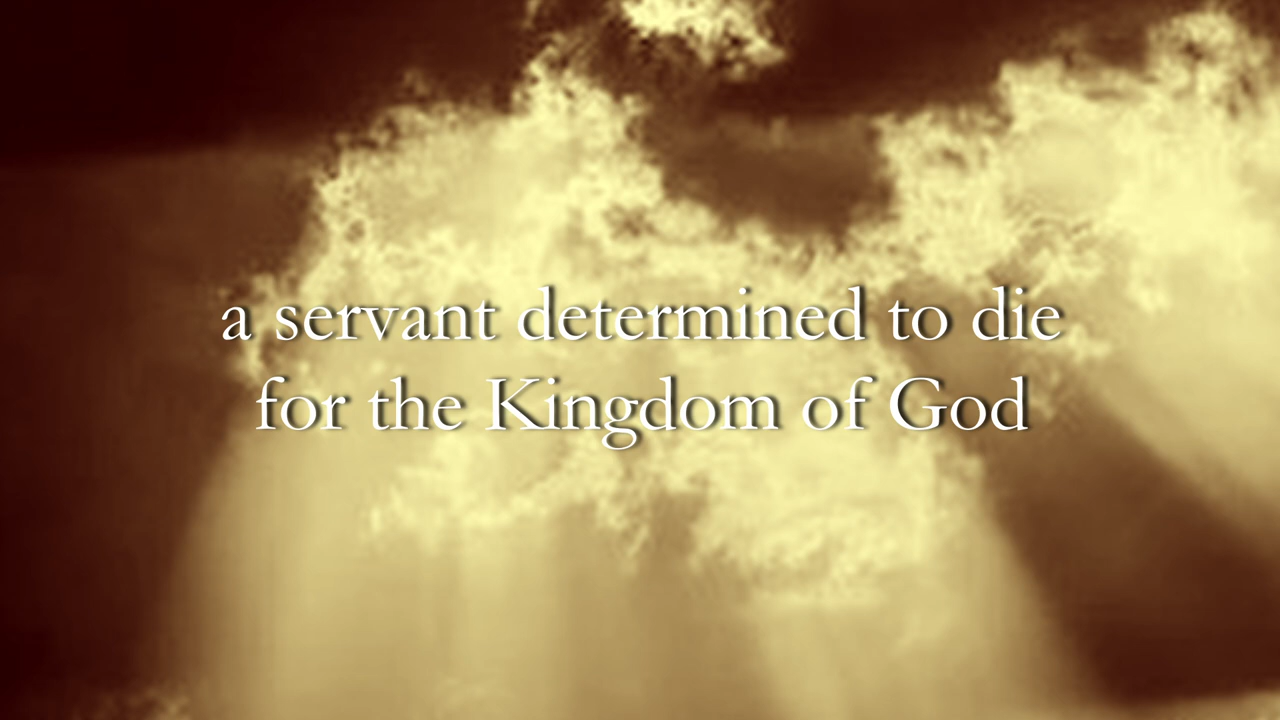 a servant determined to die
for the Kingdom of God